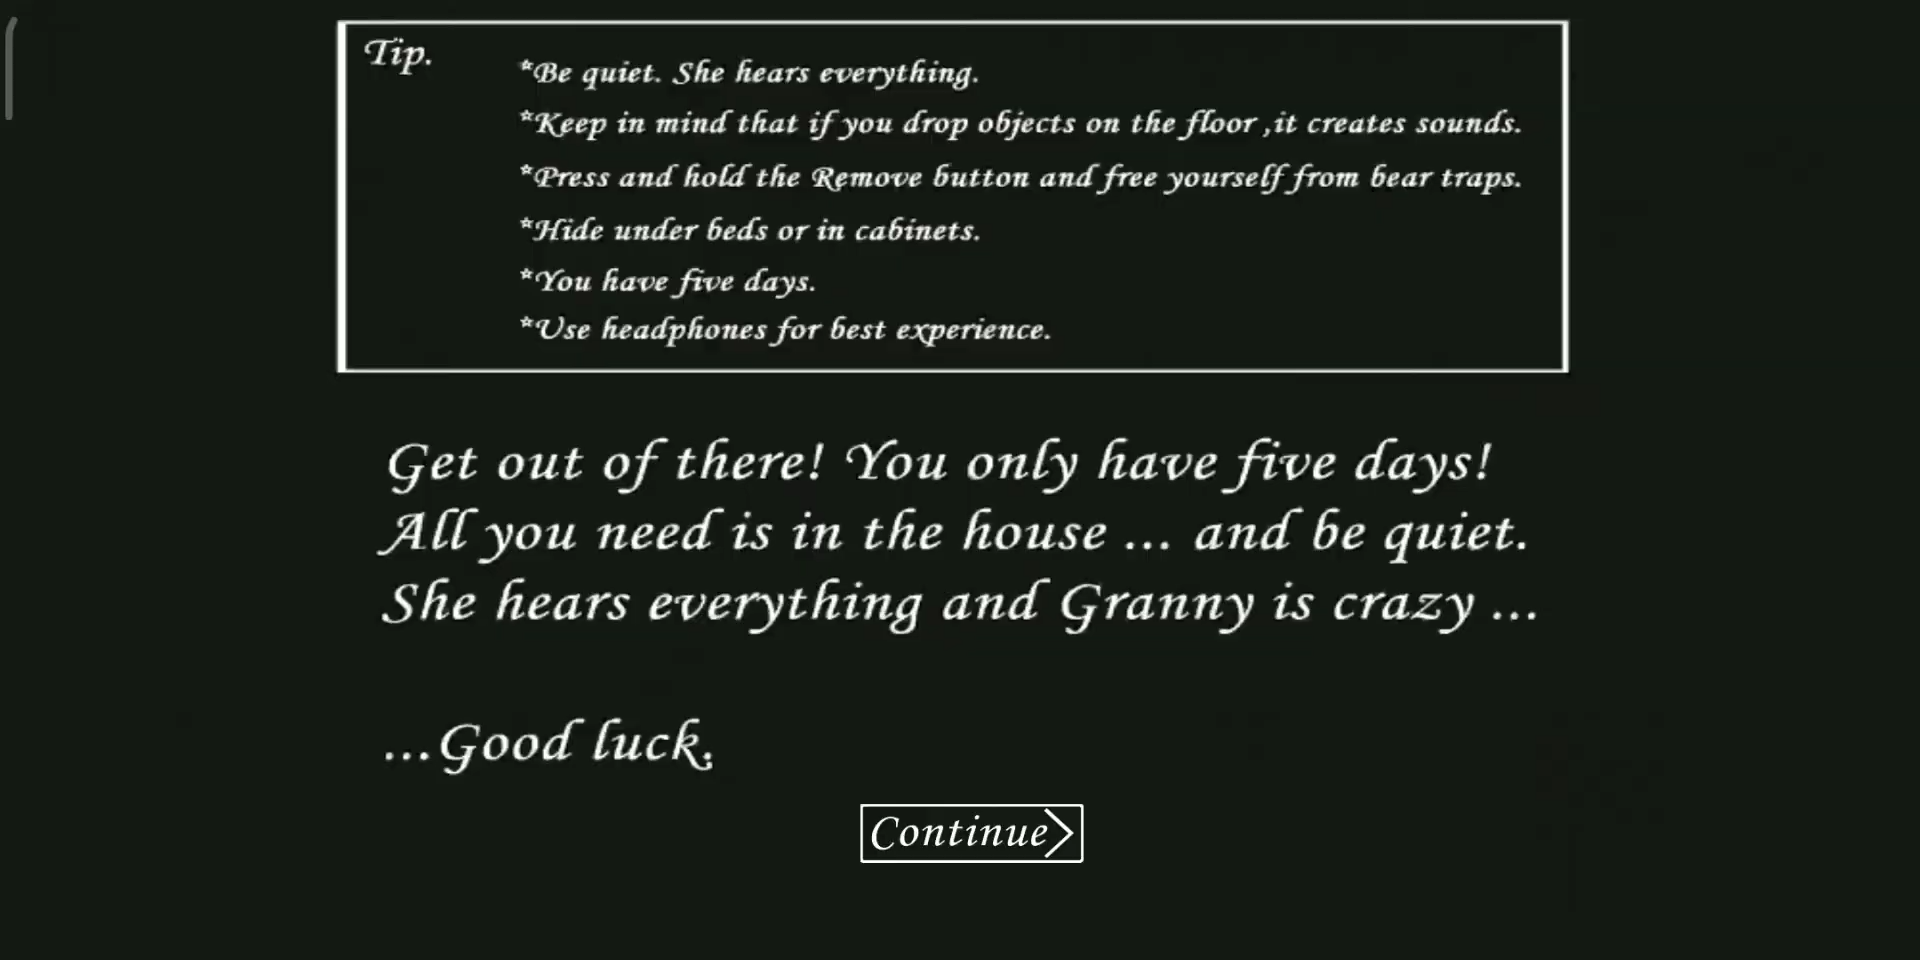 Tip.
*Be quiet. She hears everything.
*Keep in mind that if you drop objects on the floor ,it creates sounds.
*Press and hold the Remove button and free yourself from bear traps.
*Hide under beds or in cabinets.
*You have five days.
*Use headphones for best experience.
Get out of there! You only have five days!
All you need is in the house ... and be quiet.
She hears everything and Granny is crazy ...
...Good luck.
Continue>